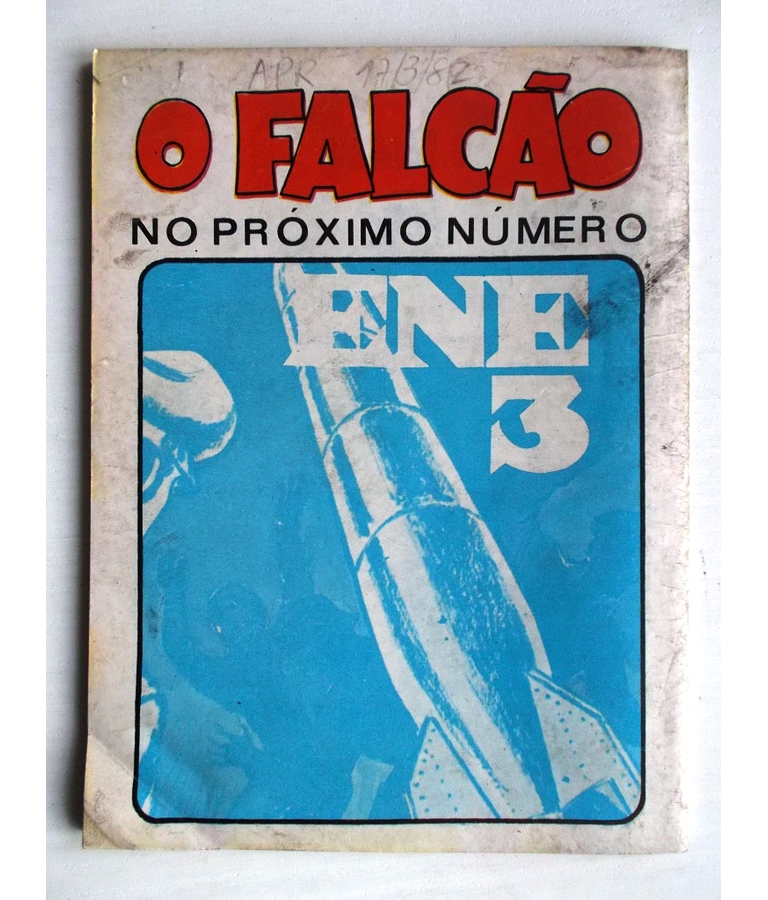 APR 17/3/82
O FALCÃO
NO PRÓXIMO NÚMERO
ENE
3